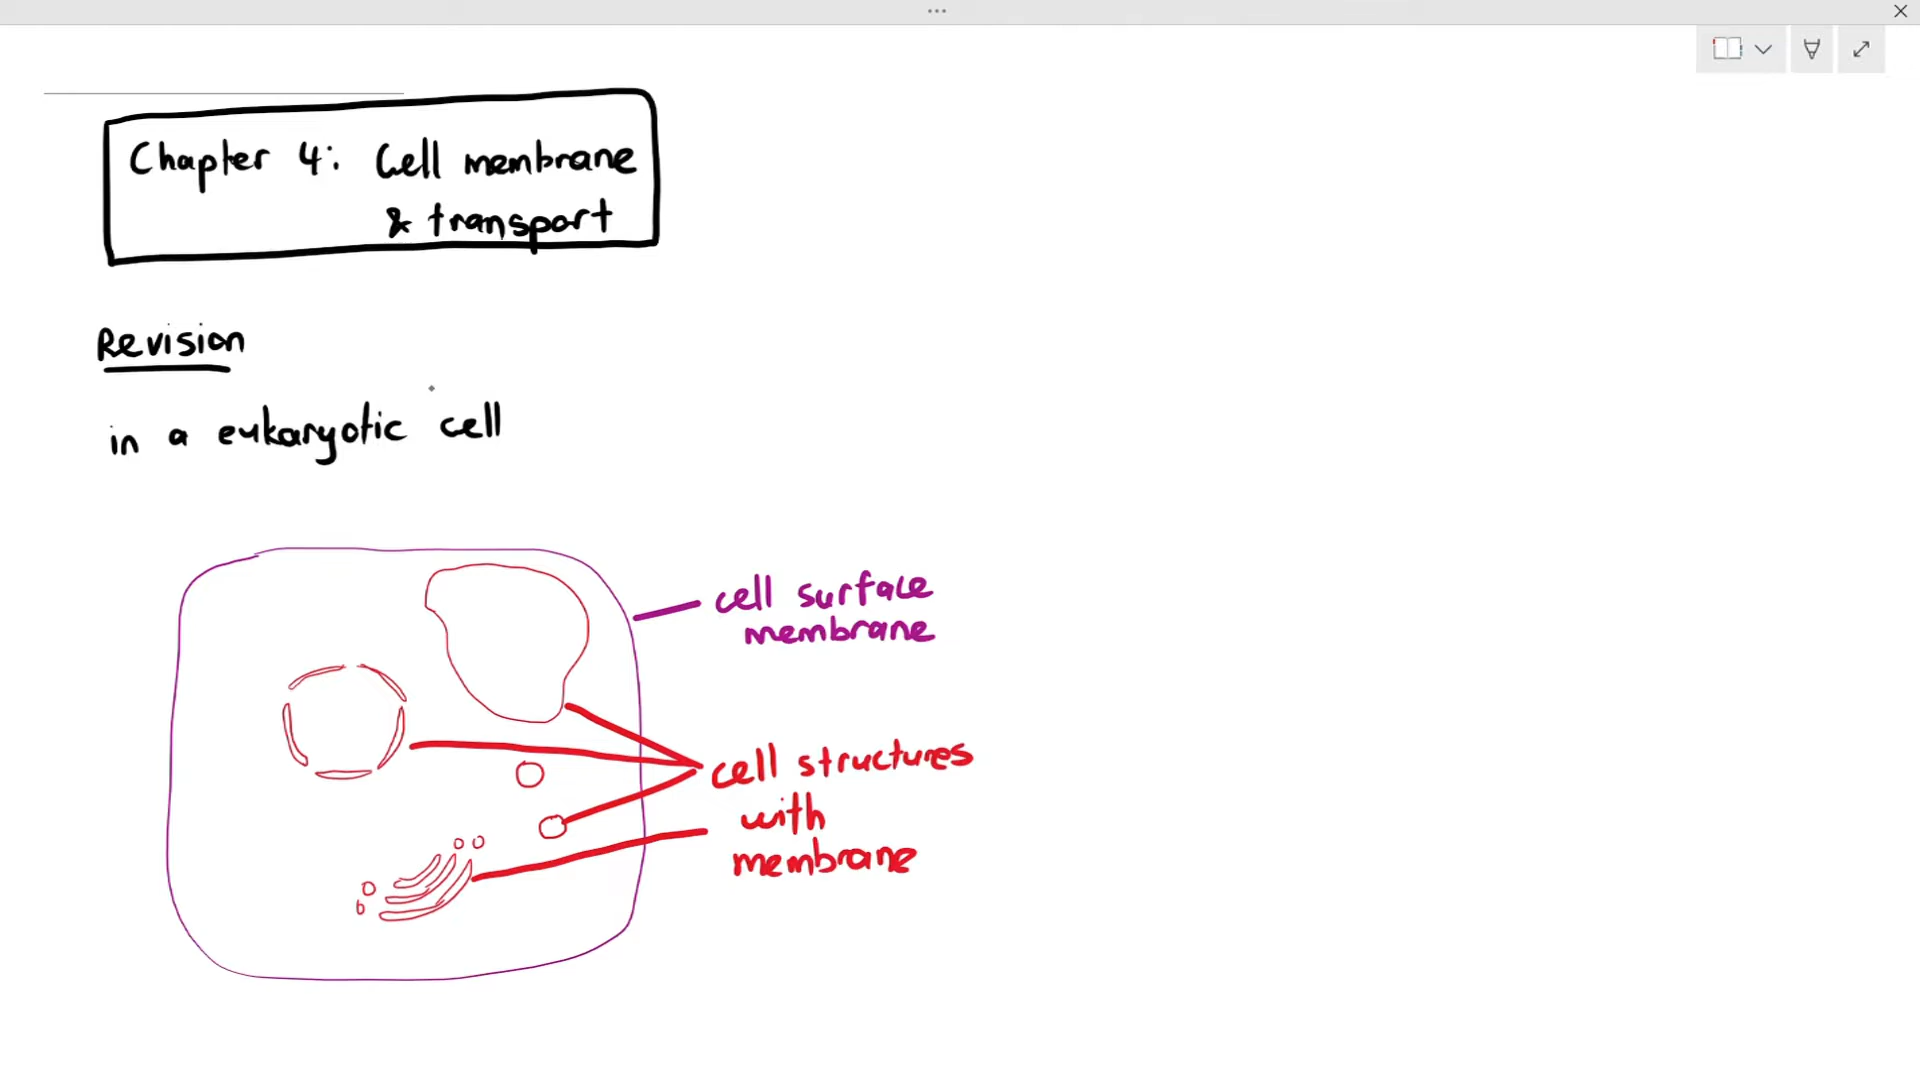 Chapter 4: Cell membrane
& transport
Revision
in a eukaryotic cell
cell surface
membrane
cell structures
with
membrane